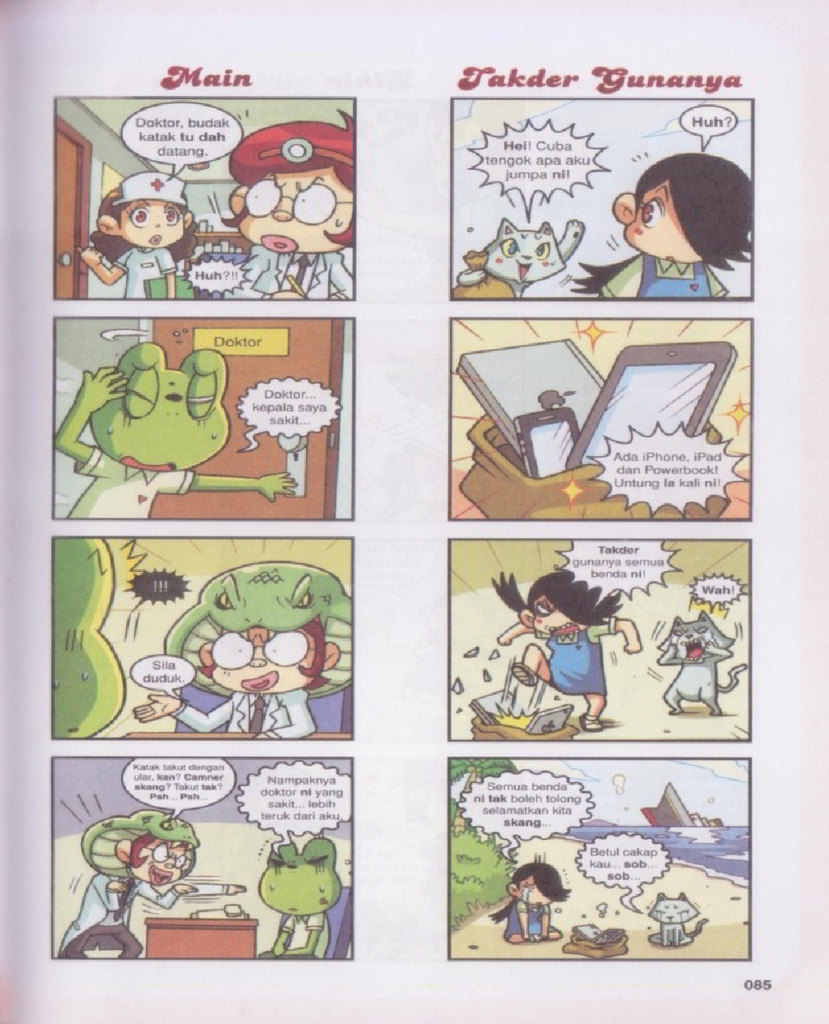 Main
Doktor, budak
katak tu dah
datang.
Huh?!!
Doktor
Doktor...
kepala saya
sakit...
!!!
Sila
duduk.
Katak takut dengan
ular, kan? Camner
skang? Takut tak?
Psh... Psh...
Nampaknya
doktor ni yang
sakit... lebih
teruk dari aku.
Takder Gunanya
Hei! Cuba
tengok apa aku
jumpa ni!
Huh?
Ada iPhone, iPad
dan Powerbook!
Untung la kali ni!
Takder
gunanya semua
benda ni!
Wah!
Semua benda
ni tak boleh tolong
selamatkan kita
skang...
Betul cakap
kau... sob...
sob...
085